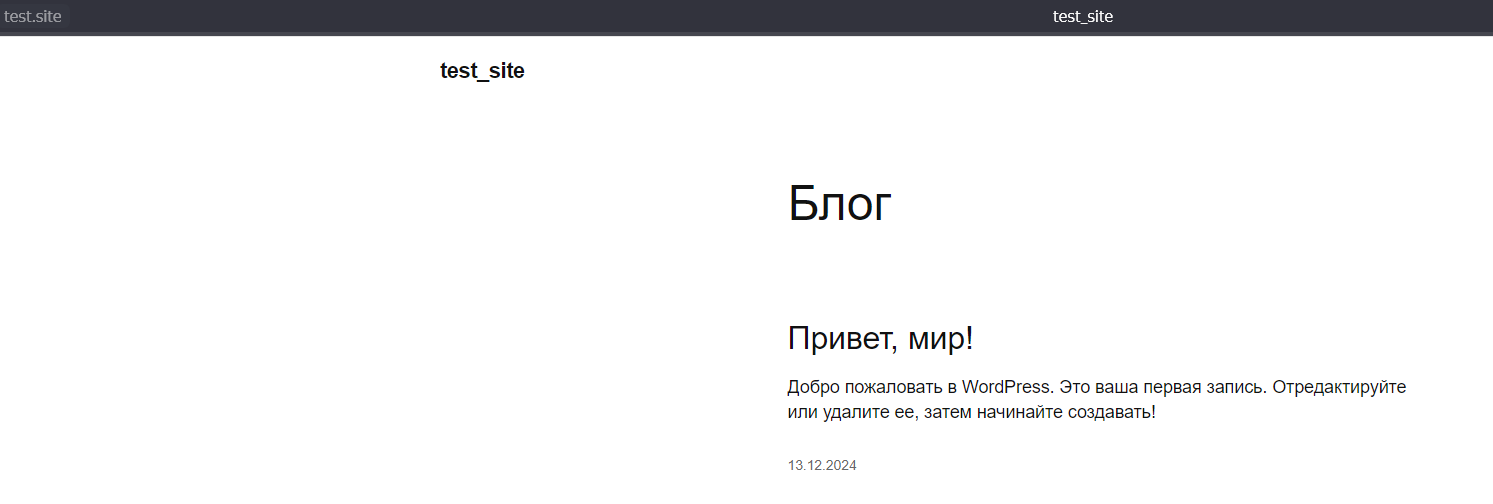 test.site
test_site
test_site
Блог
Привет, мир!
Добро пожаловать в WordPress. Это ваша первая запись. Отредактируйте
или удалите ее, затем начинайте создавать!
13.12.2024